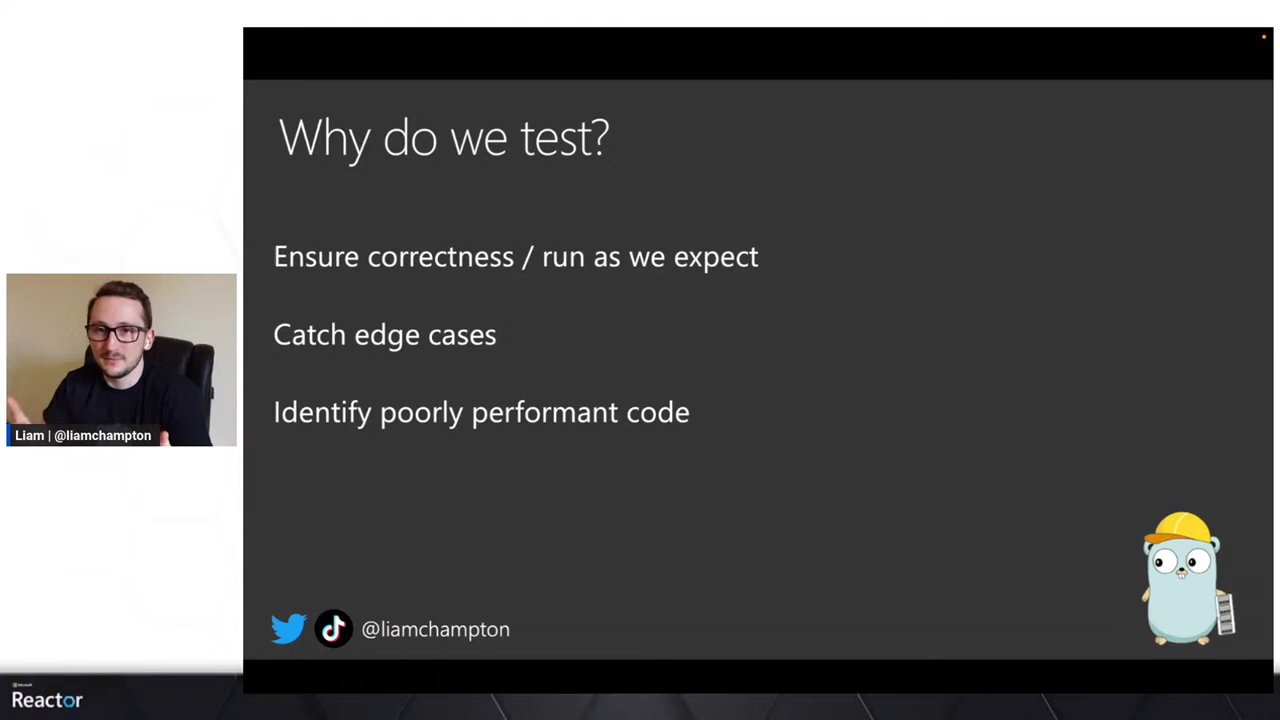 Why do we test?
Ensure correctness / run as we expect
Catch edge cases
Identify poorly performant code
Liam | @liamchampton
@liamchampton
Microsoft
Reactor